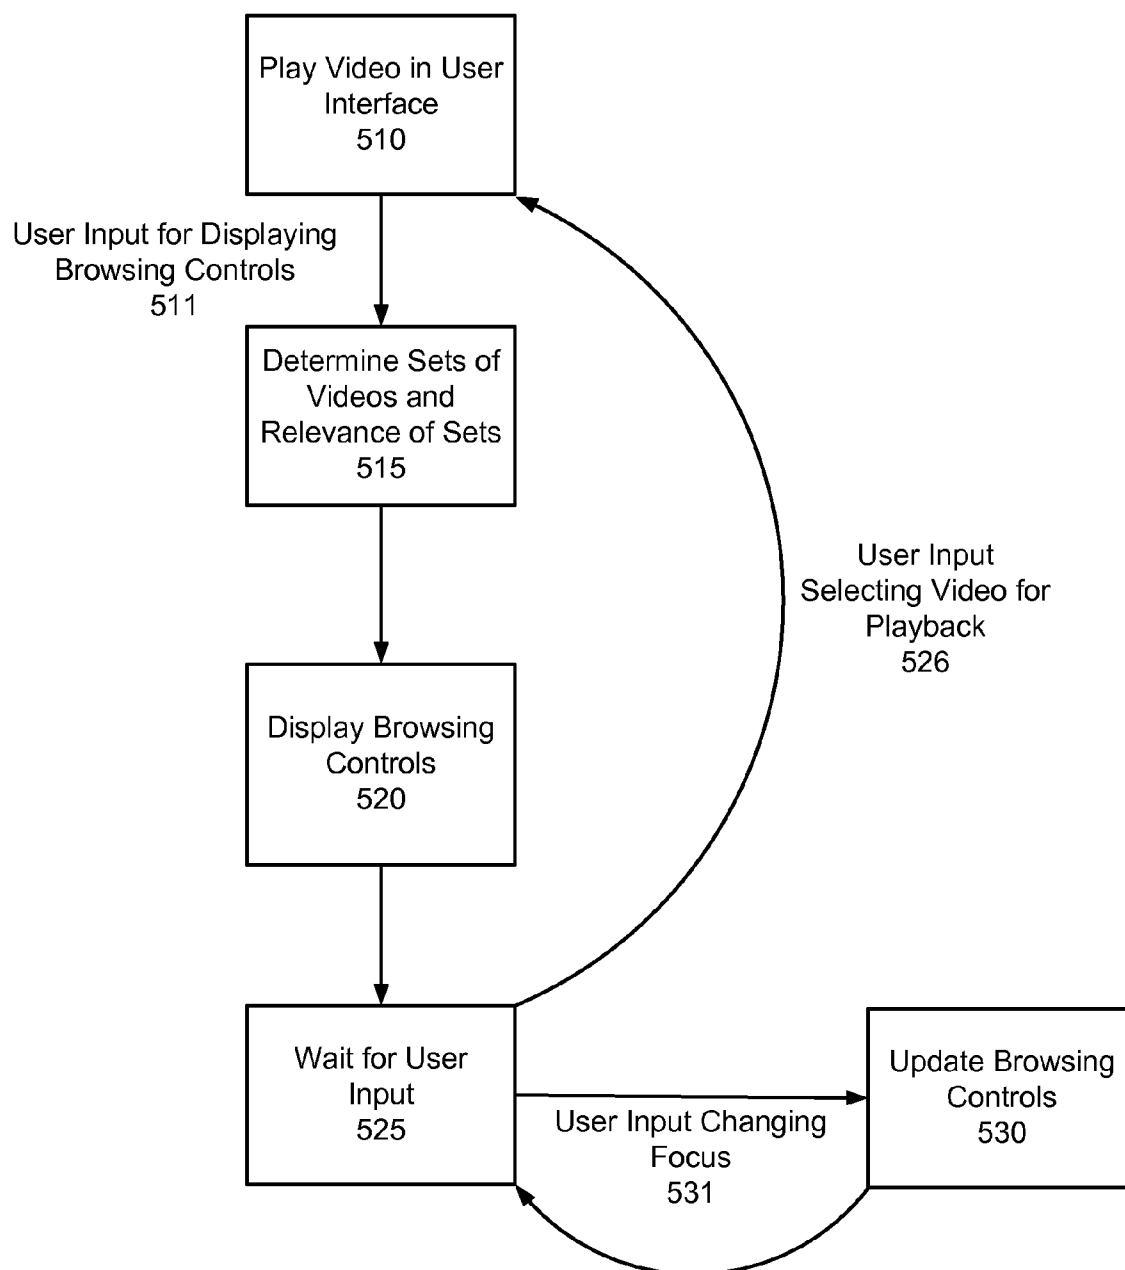 Play Video in User
Interface
510
User Input for Displaying
Browsing Controls
511
Determine Sets of
Videos and
Relevance of Sets
515
User Input
Selecting Video for
Playback
526
Display Browsing
Controls
520
Wait for User
Input
525
User Input Changing
Focus
531
Update Browsing
Controls
530